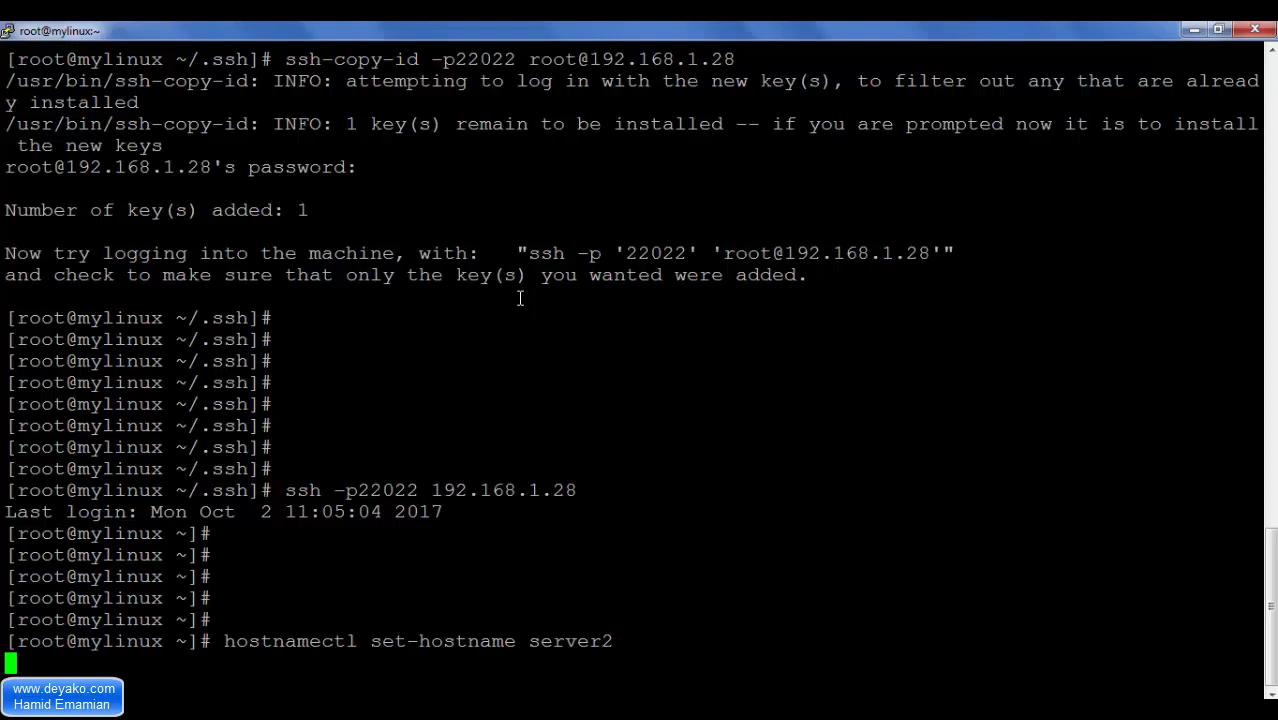 root@mylinux:~
[root@mylinux ~/.ssh]# ssh-copy-id -p22022 root@192.168.1.28
/usr/bin/ssh-copy-id: INFO: attempting to log in with the new key(s), to filter out any that are alread
y installed
/usr/bin/ssh-copy-id: INFO: 1 key(s) remain to be installed -- if you are prompted now it is to install
 the new keys
root@192.168.1.28's password:
Number of key(s) added: 1
Now try logging into the machine, with:   "ssh -p '22022' 'root@192.168.1.28'"
and check to make sure that only the key(s) you wanted were added.
[root@mylinux ~/.ssh]#
[root@mylinux ~/.ssh]#
[root@mylinux ~/.ssh]#
[root@mylinux ~/.ssh]#
[root@mylinux ~/.ssh]#
[root@mylinux ~/.ssh]#
[root@mylinux ~/.ssh]#
[root@mylinux ~/.ssh]#
[root@mylinux ~/.ssh]# ssh -p22022 192.168.1.28
Last login: Mon Oct  2 11:05:04 2017
[root@mylinux ~]#
[root@mylinux ~]#
[root@mylinux ~]#
[root@mylinux ~]#
[root@mylinux ~]#
[root@mylinux ~]# hostnamectl set-hostname server2
www.deyako.com
Hamid Emamian